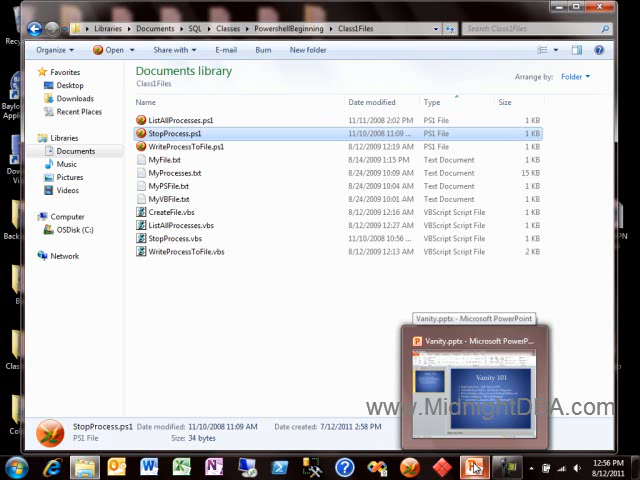 Libraries Documents SQL Classes PowershellBeginning Class1Files
Search Class1Files
Organize Open Share with E-mail Burn New folder
Favorites
Desktop
Downloads
Recent Places
Libraries
Documents
Music
Pictures
Videos
Computer
OSDisk (C:)
Network
Documents library
Class1Files
Arrange by: Folder
Name Date modified Type Size
ListAllProcesses.ps1 11/11/2008 2:02 PM PS1 File 1 KB
StopProcess.ps1 11/10/2008 11:09 ... PS1 File 1 KB
WriteProcessToFile.ps1 8/12/2009 12:19 AM PS1 File 1 KB
MyFile.txt 8/14/2009 1:15 PM Text Document 1 KB
MyProcesses.txt 8/24/2009 10:09 AM Text Document 15 KB
MyPSFile.txt 8/24/2009 10:04 AM Text Document 1 KB
MyVBFile.txt 8/24/2009 10:01 AM Text Document 1 KB
CreateFile.vbs 8/12/2009 12:16 AM VBScript Script File 1 KB
ListAllProcesses.vbs 8/12/2009 12:27 AM VBScript Script File 1 KB
StopProcess.vbs 11/10/2008 10:56 ... VBScript Script File 1 KB
WriteProcessToFile.vbs 8/12/2009 12:13 AM VBScript Script File 2 KB
Vanity.pptx - Microsoft PowerPoint
Vanity.pptx - Microsoft PowerP...
Vanity 101
www.MidnightDBA.com
StopProcess.ps1 Date modified: 11/10/2008 11:09 AM Date created: 7/12/2011 2:58 PM
PS1 File Size: 34 bytes
12:56 PM
8/12/2011